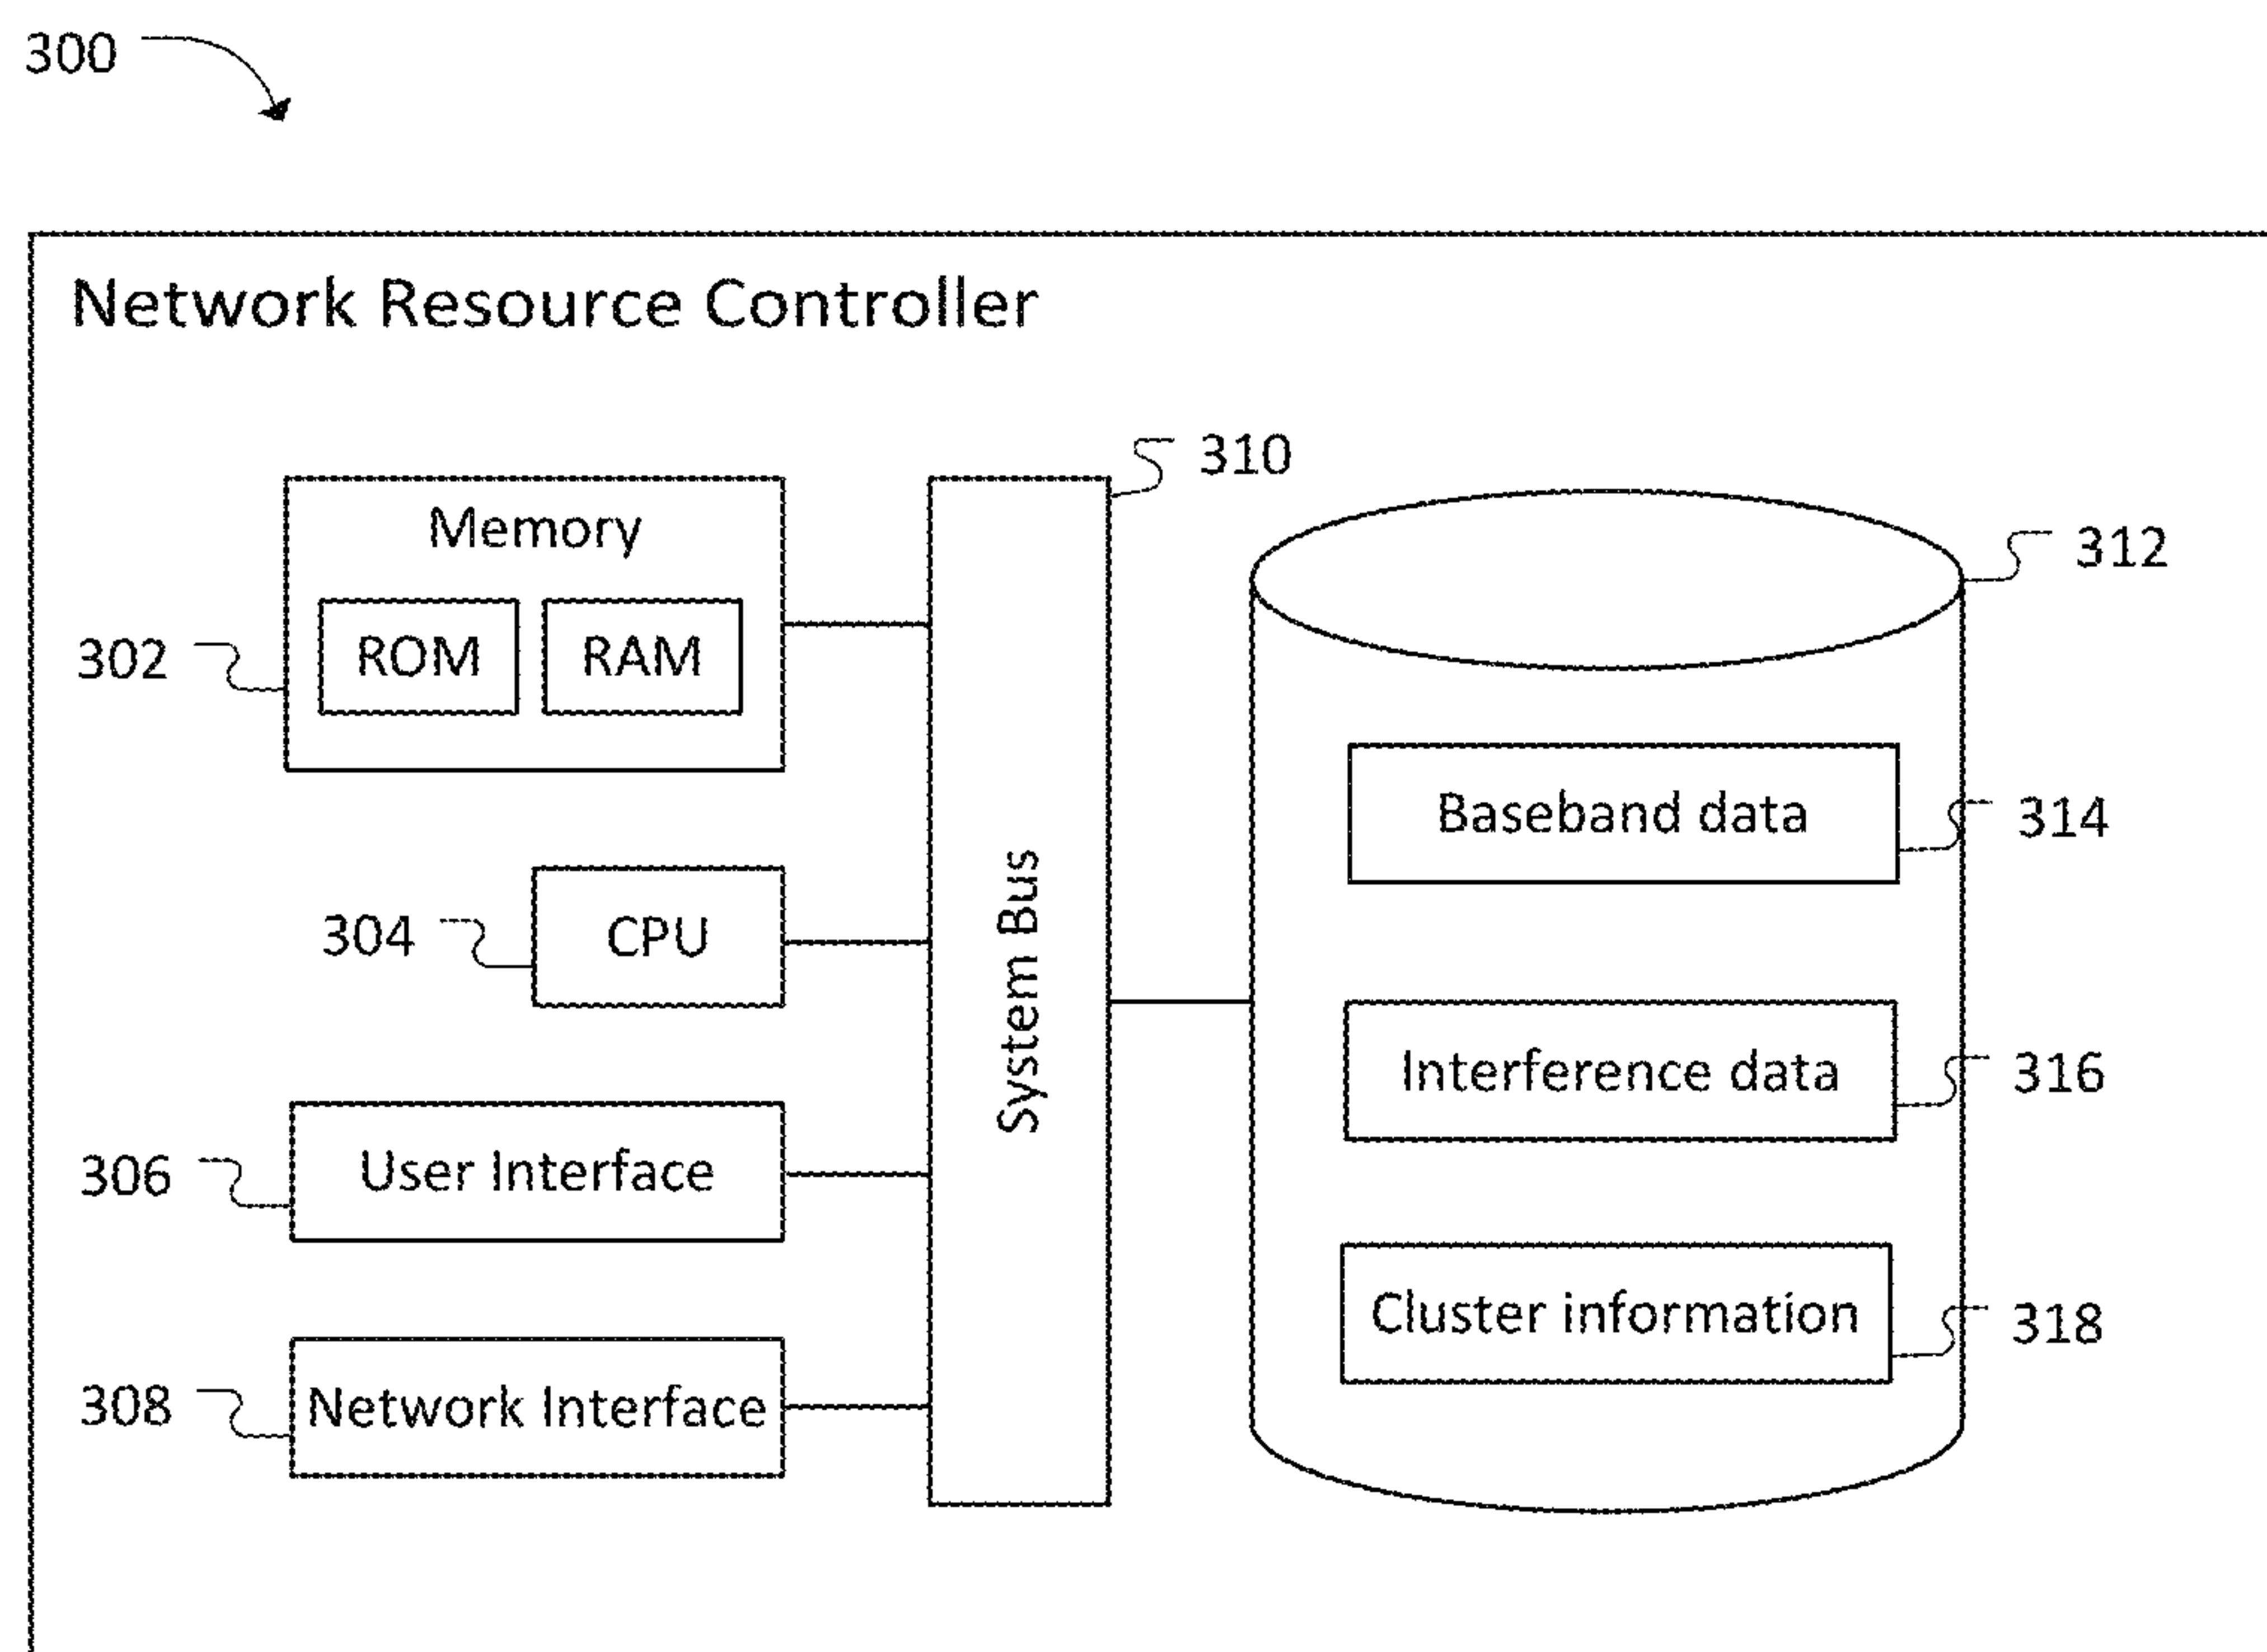 300
Network Resource Controller
310
Memory
312
302
ROM
RAM
Baseband data
314
304
CPU
System Bus
Interference data
316
306
User Interface
Cluster information
318
308
Network Interface